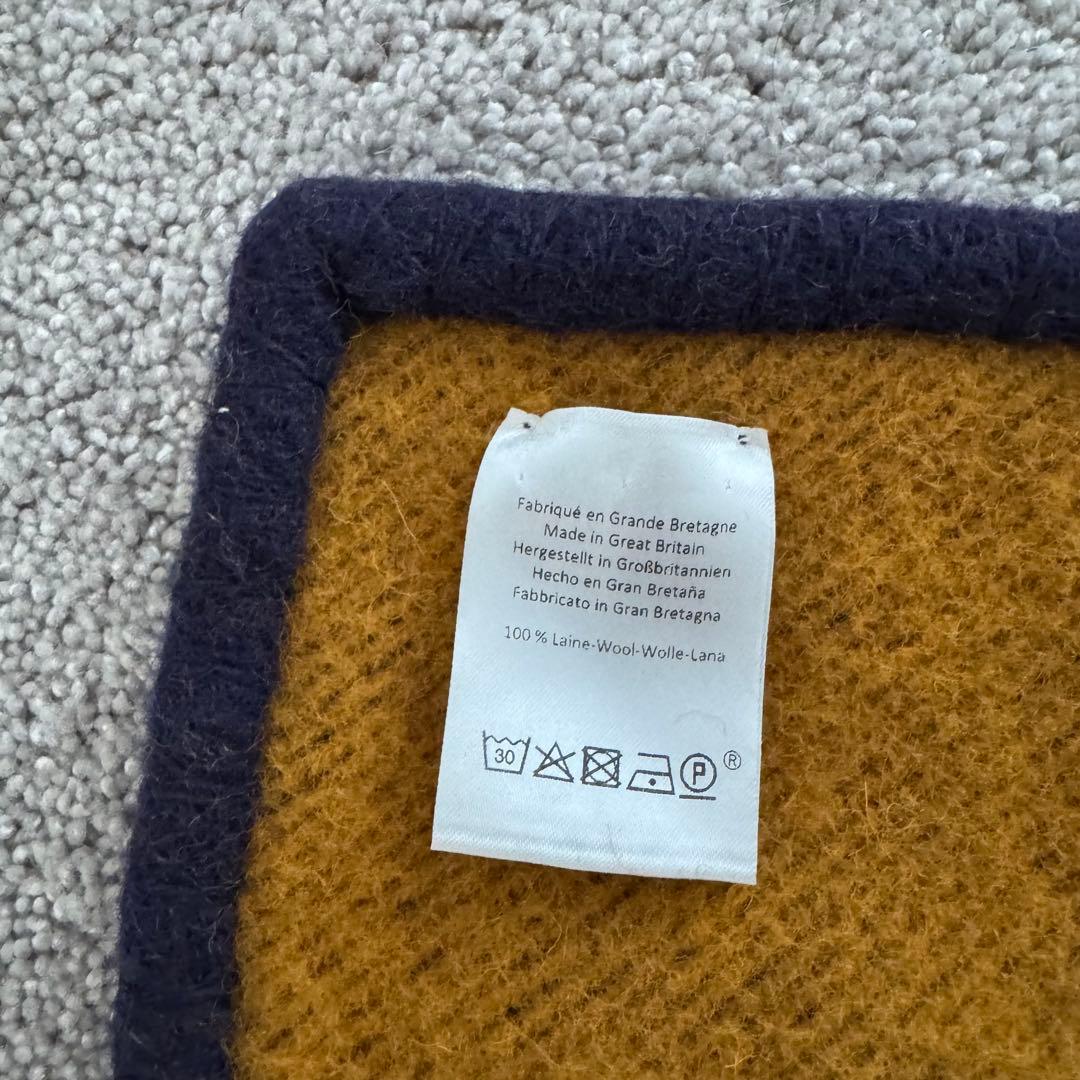 Fabriqué en Grande Bretagne
Made in Great Britain
Hergestellt in Großbritannien
Hecho en Gran Bretaña
Fabbricato in Gran Bretagna
100 % Laine-Wool-Wolle-Lana
30 P ®